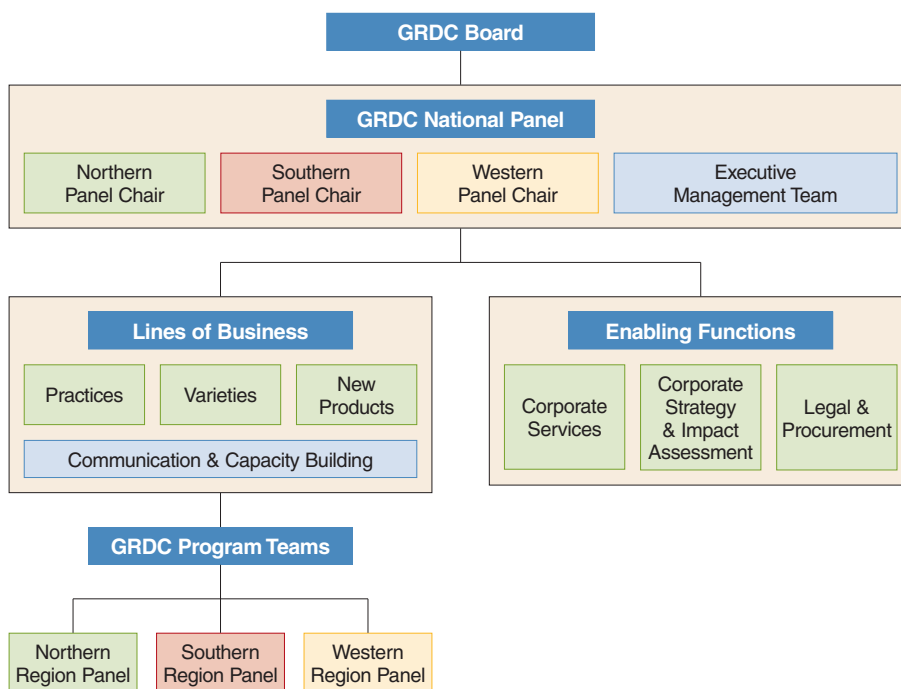 GRDC Board
GRDC National Panel
Northern
Panel Chair
Southern
Panel Chair
Western
Panel Chair
Executive
Management Team
Lines of Business
Practices
Varieties
New
Products
Communication & Capacity Building
Enabling Functions
Corporate
Services
Corporate
Strategy
& Impact
Assessment
Legal &
Procurement
GRDC Program Teams
Northern
Region Panel
Southern
Region Panel
Western
Region Panel